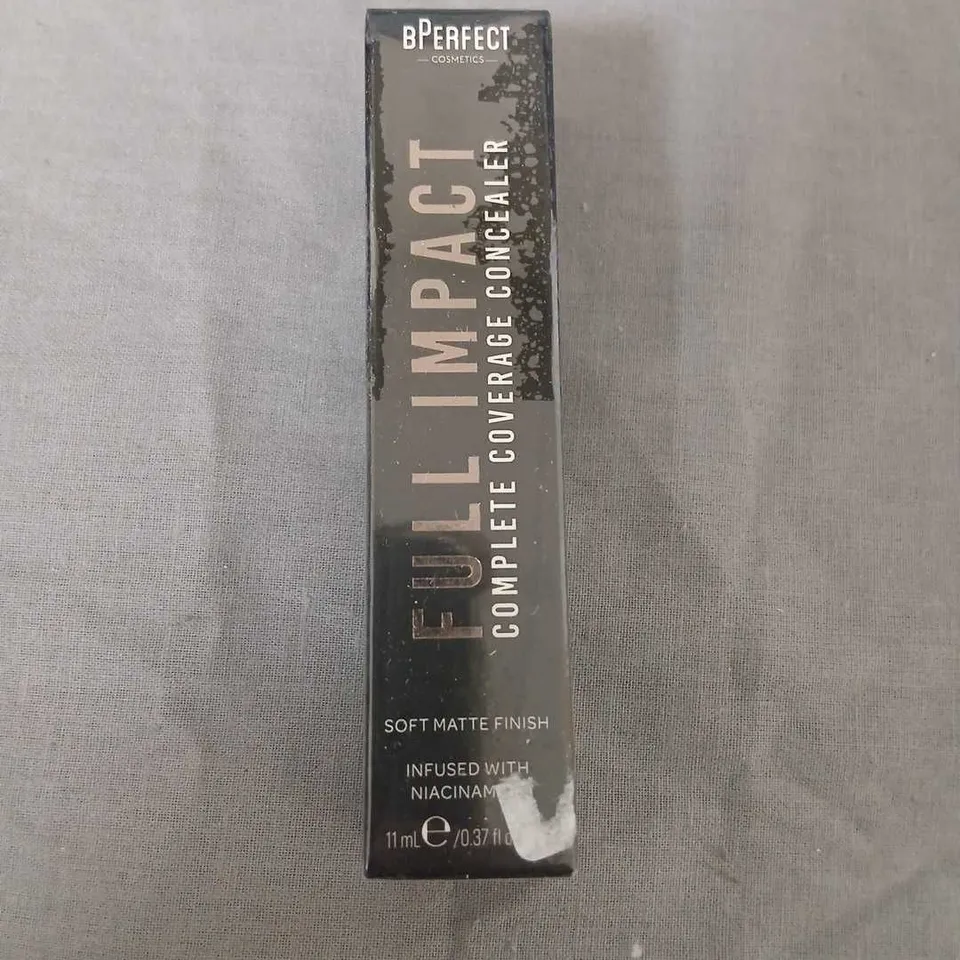 BPERFECT
COSMETICS
FULL IMPACT
COMPLETE COVERAGE CONCEALER
SOFT MATTE FINISH
INFUSED WITH
11 mL e /0.37 fl